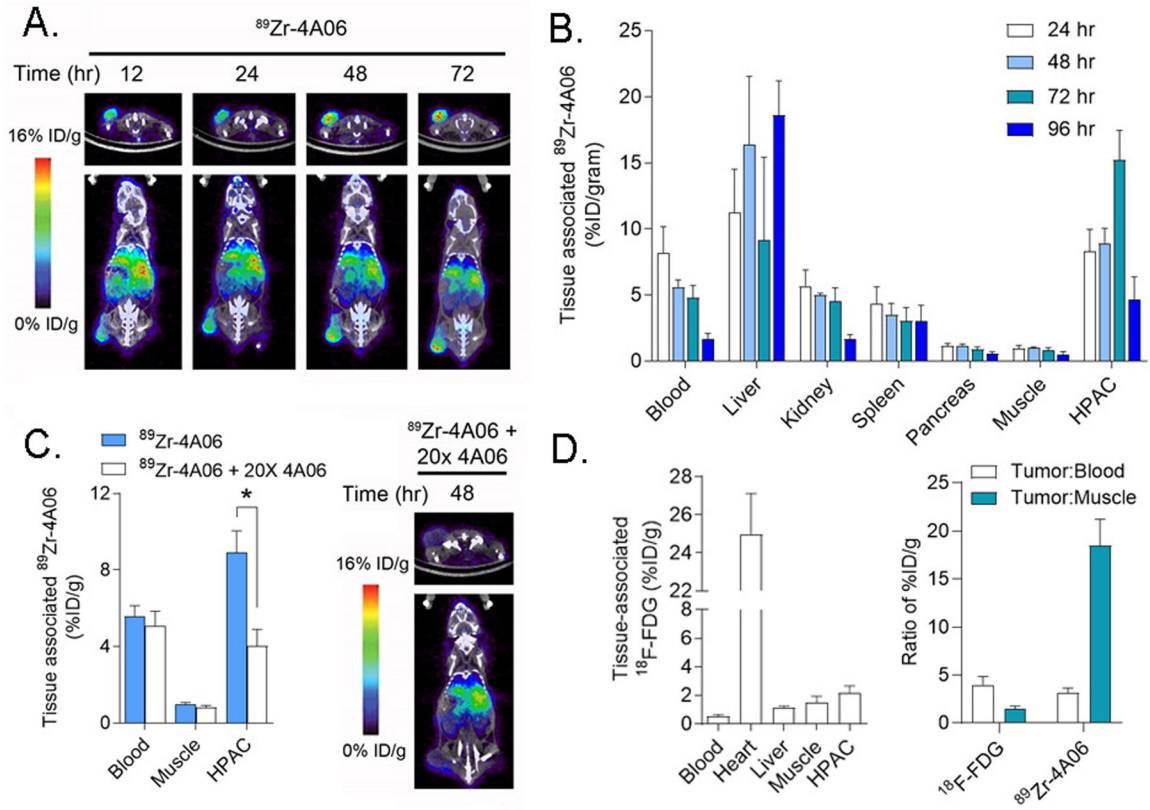 A.
⁸⁹Zr-4A06
Time (hr) 12 24 48 72
16% ID/g
0% ID/g
B.
Tissue associated ⁸⁹Zr-4A06
(%ID/gram)
25
20
15
10
5
0
24 hr
48 hr
72 hr
96 hr
Blood
Liver
Kidney
Spleen
Pancreas
Muscle
HPAC
C.
⁸⁹Zr-4A06
⁸⁹Zr-4A06 + 20X 4A06
Tissue associated ⁸⁹Zr-4A06
(%ID/g)
12
8
4
0
*
Blood
Muscle
HPAC
⁸⁹Zr-4A06 +
20x 4A06
Time (hr) 48
16% ID/g
0% ID/g
D.
Tissue-associated
¹⁸F-FDG (%ID/g)
28
26
24
22
8
6
4
2
0
Blood
Heart
Liver
Muscle
HPAC
Tumor:Blood
Tumor:Muscle
Ratio of %ID/g
25
20
15
10
5
0
¹⁸F-FDG
⁸⁹Zr-4A06